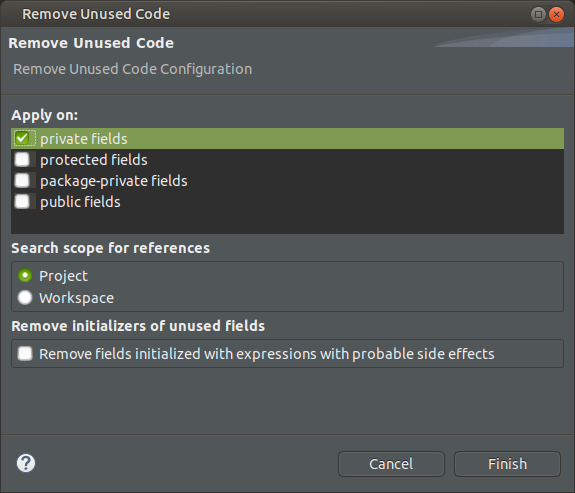 Remove Unused Code
Remove Unused Code
Remove Unused Code Configuration
Apply on:
private fields
protected fields
package-private fields
public fields
Search scope for references
Project
Workspace
Remove initializers of unused fields
Remove fields initialized with expressions with probable side effects
?
Cancel
Finish